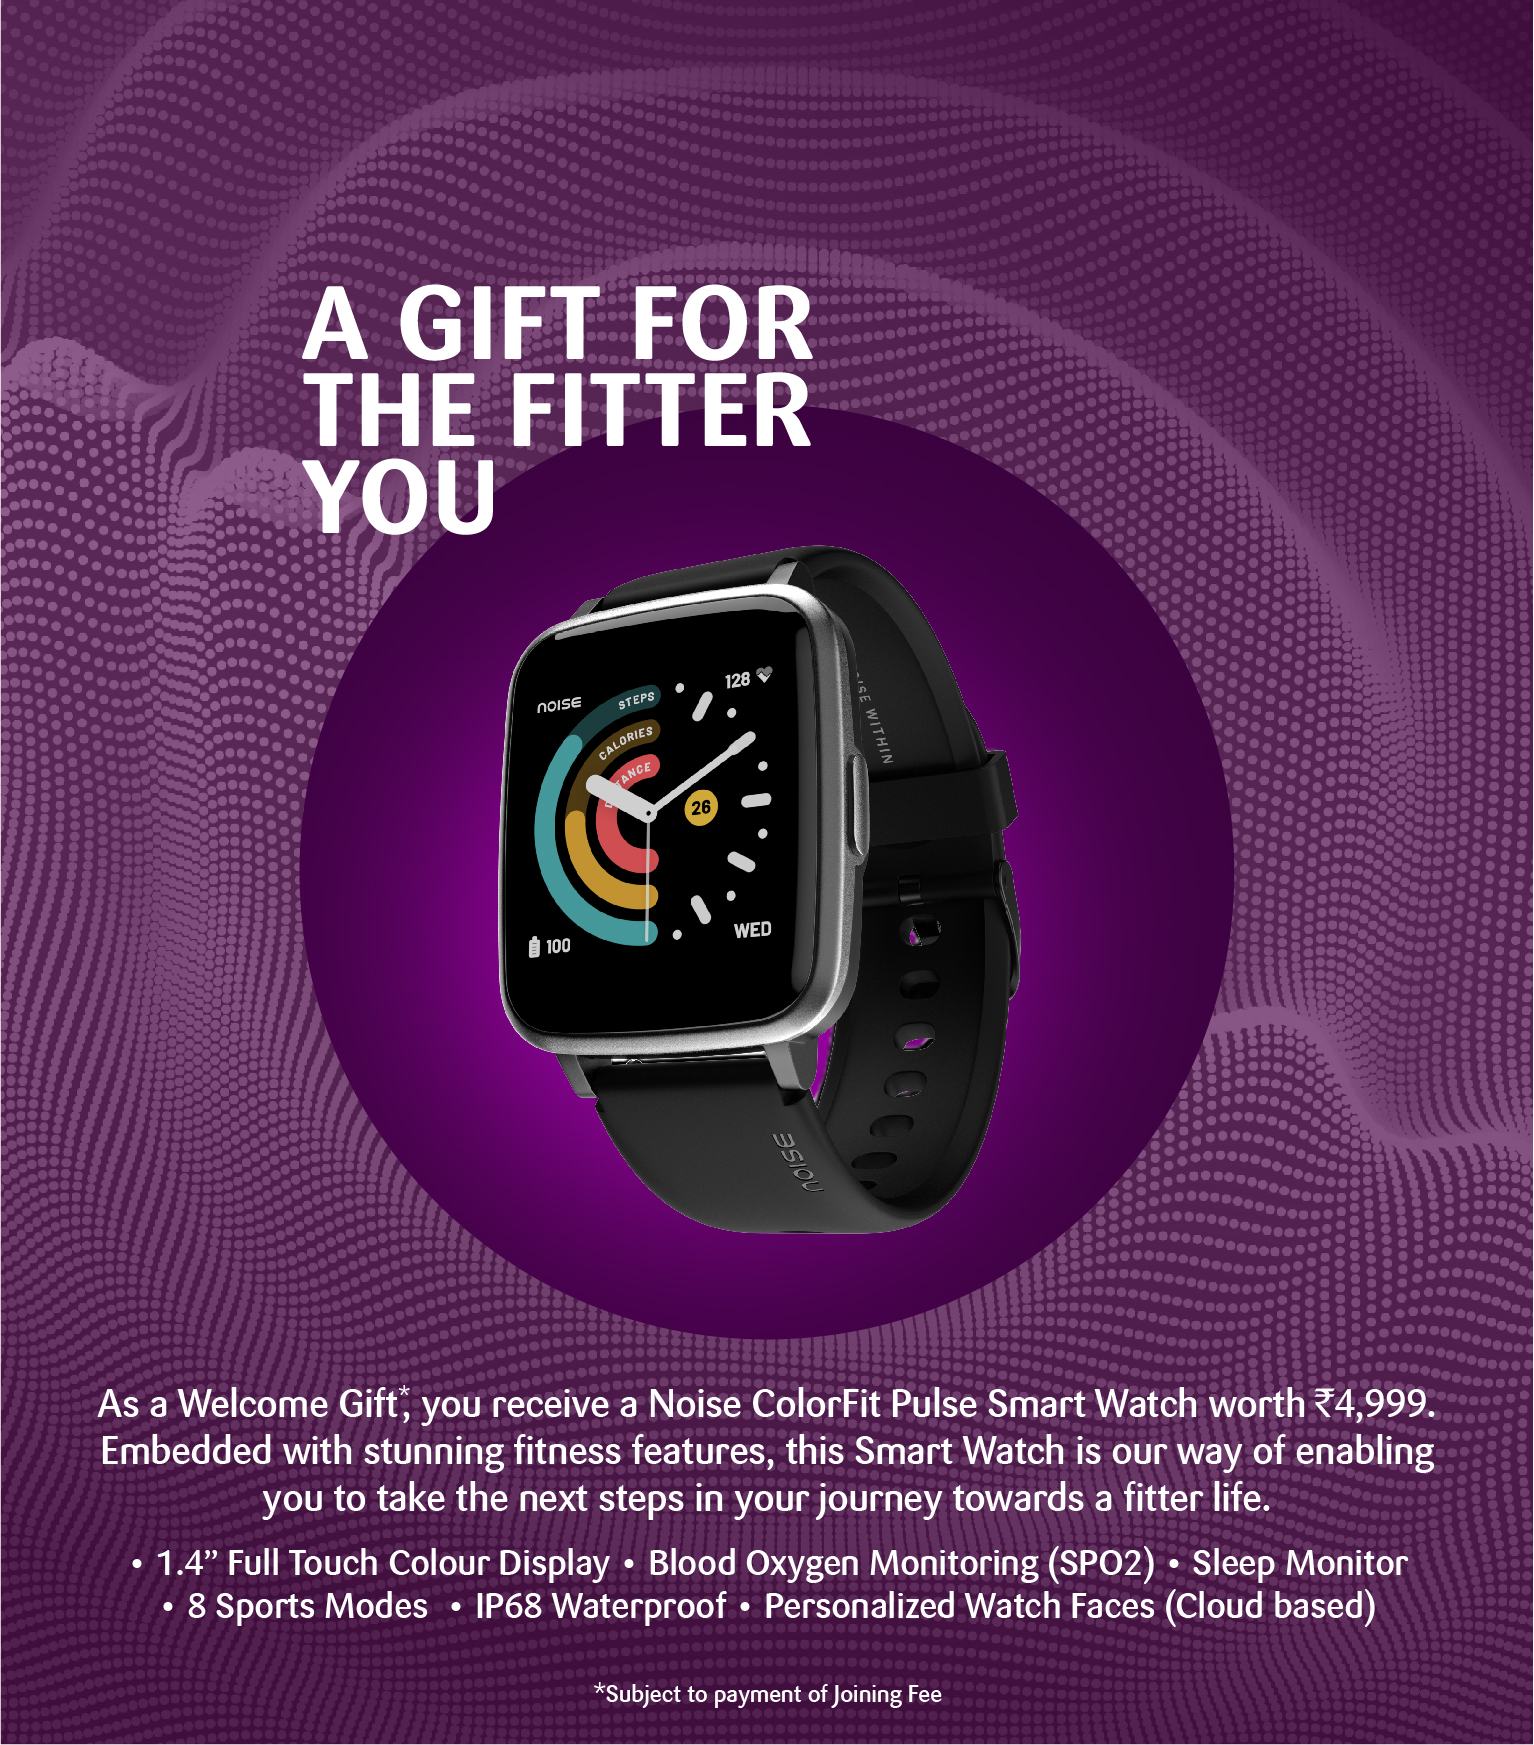 A GIFT FOR
THE FITTER
YOU
noise
STEPS
CALORIES
128
26
WED
100
WITHIN
noise
As a Welcome Gift*, you receive a Noise ColorFit Pulse Smart Watch worth ₹4,999.
Embedded with stunning fitness features, this Smart Watch is our way of enabling
you to take the next steps in your journey towards a fitter life.
• 1.4” Full Touch Colour Display • Blood Oxygen Monitoring (SPO2) • Sleep Monitor
• 8 Sports Modes • IP68 Waterproof • Personalized Watch Faces (Cloud based)
*Subject to payment of Joining Fee